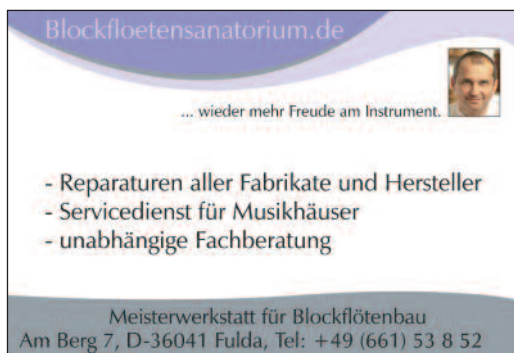 Blockfloetensanatorium.de
... wieder mehr Freude am Instrument.
- Reparaturen aller Fabrikate und Hersteller
- Servicedienst für Musikhäuser
- unabhängige Fachberatung
Meisterwerkstatt für Blockflötenbau
Am Berg 7, D-36041 Fulda, Tel: +49 (661) 53 8 52